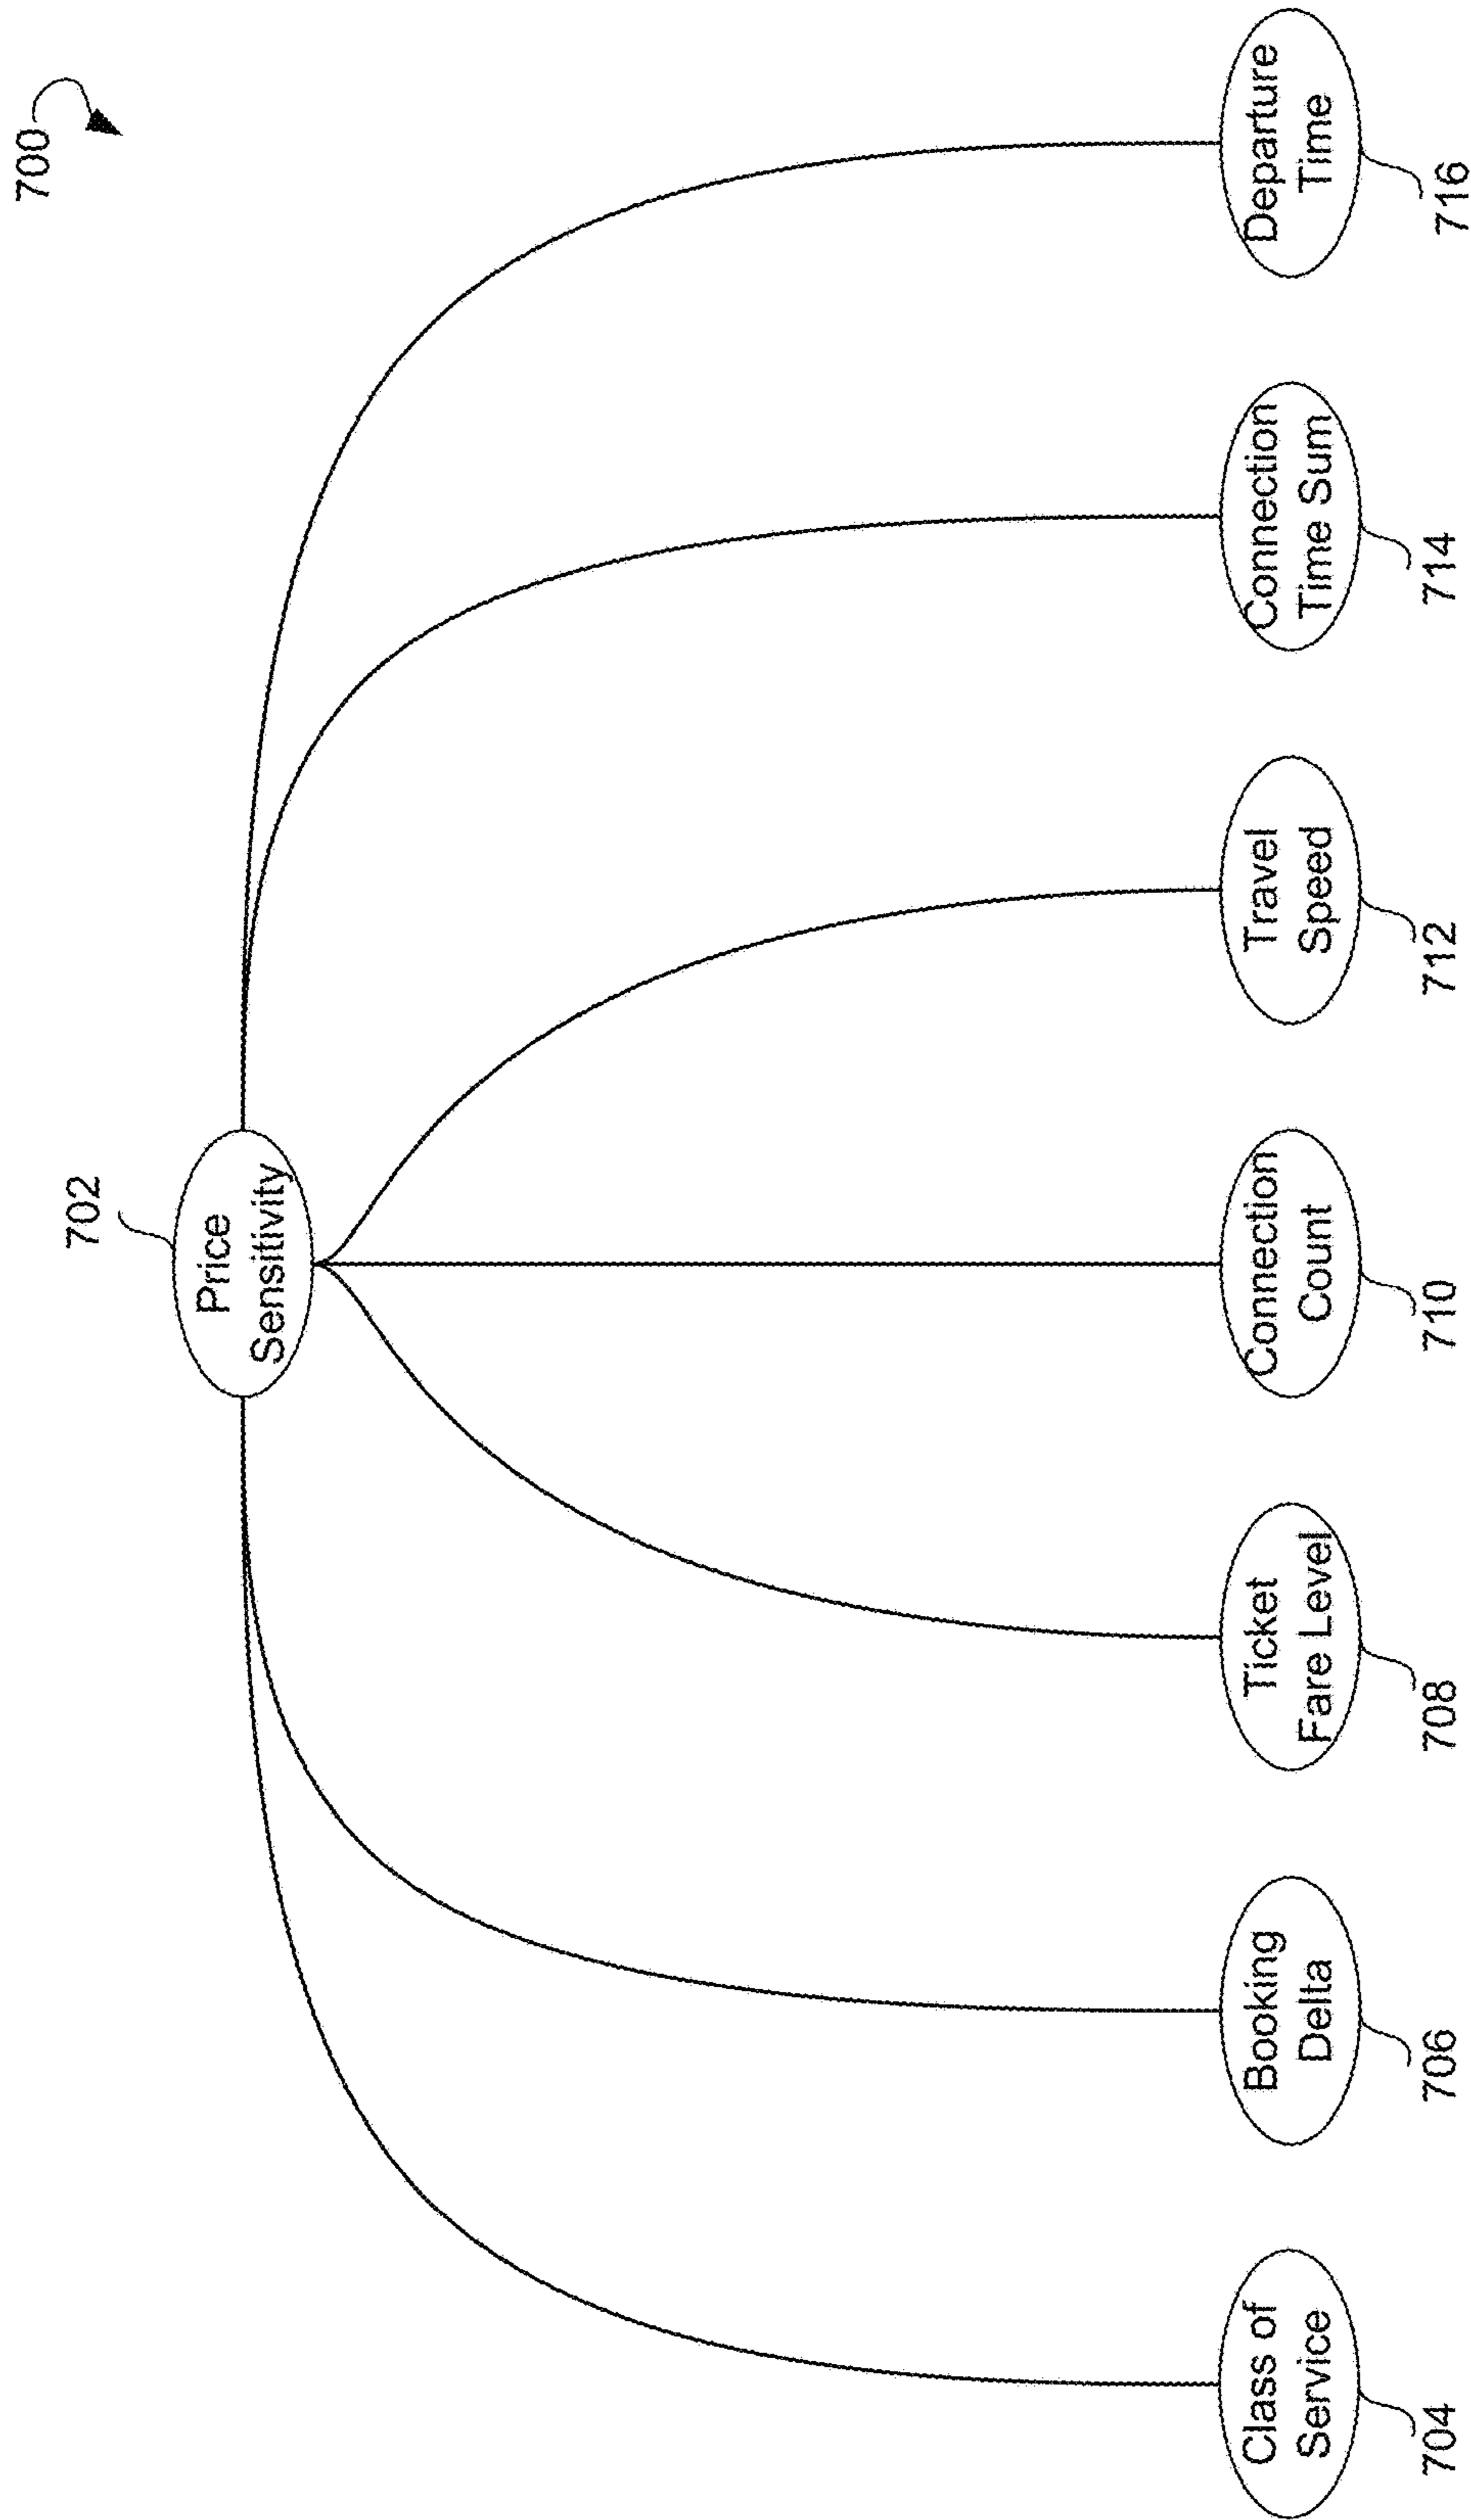 700
702
Price
Sensitivity
Class of
Service
704
Booking
Delta
706
Ticket
Fare Level
708
Connection
Count
710
Travel
Speed
712
Connection
Time Sum
714
Departure
Time
716